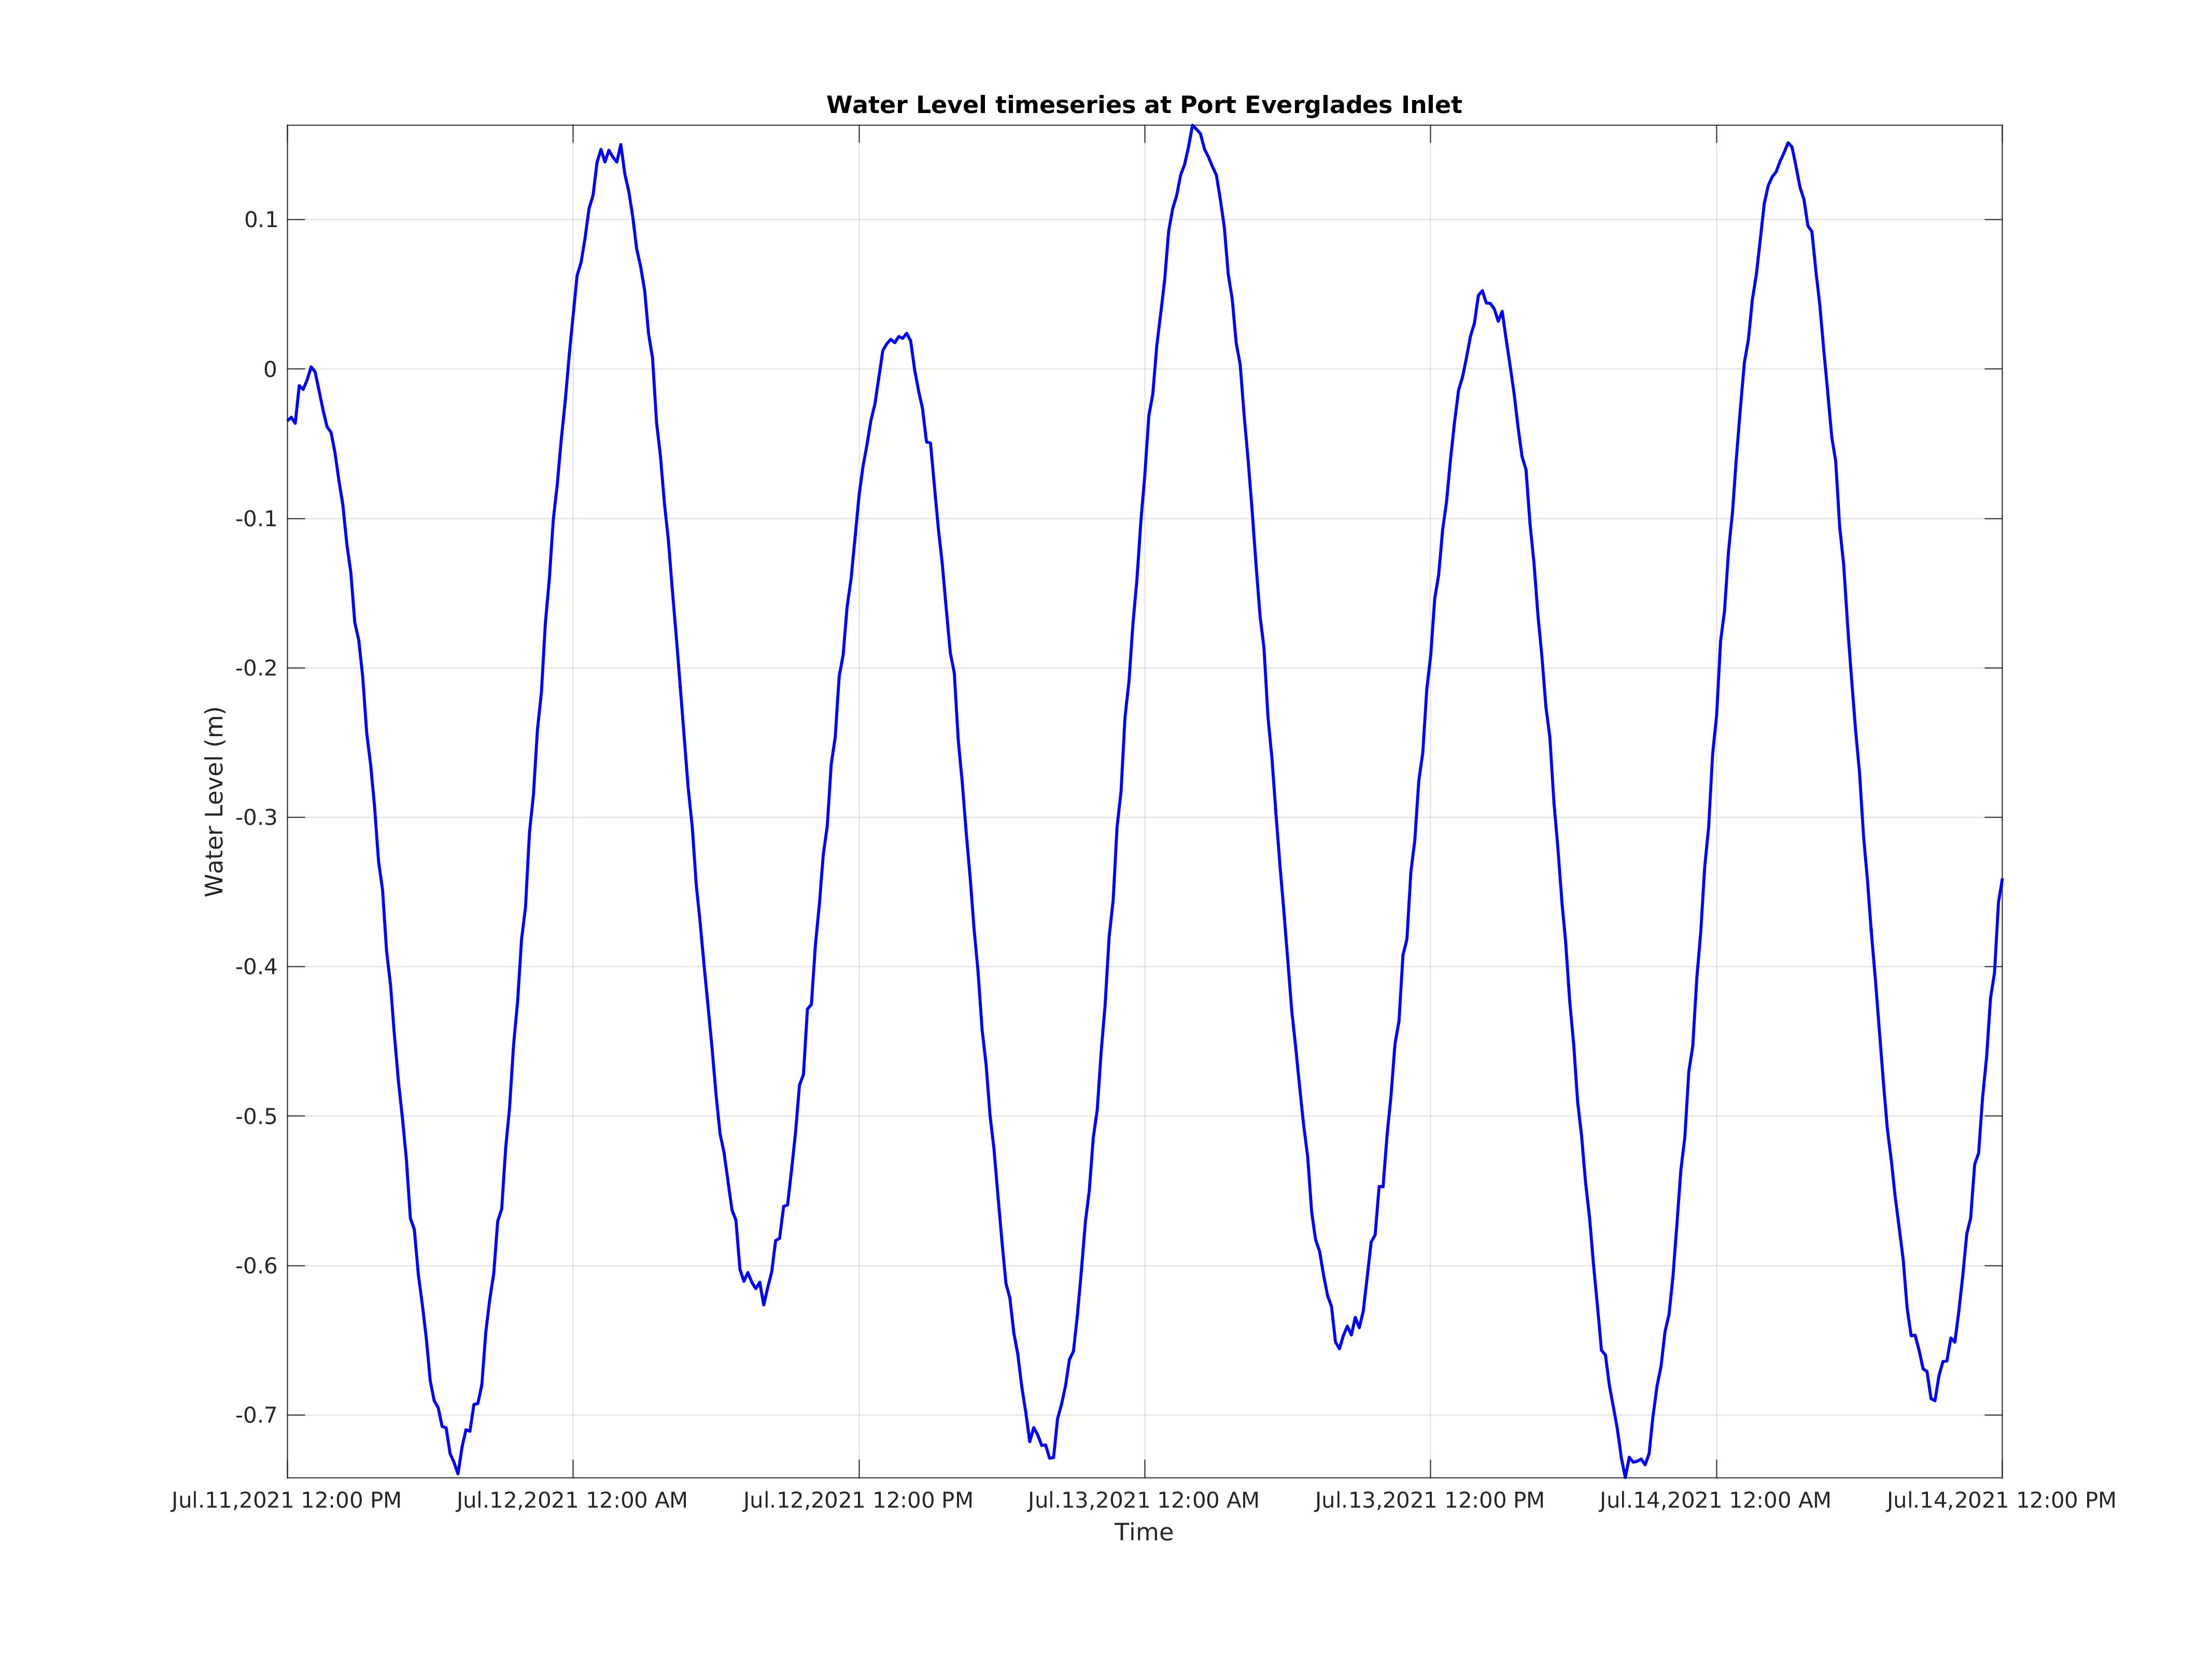 Water Level timeseries at Port Everglades Inlet
0.1
0
-0.1
-0.2
-0.3
-0.4
-0.5
-0.6
-0.7
Water Level (m)
Jul.11,2021 12:00 PM Jul.12,2021 12:00 AM Jul.12,2021 12:00 PM Jul.13,2021 12:00 AM Jul.13,2021 12:00 PM Jul.14,2021 12:00 AM Jul.14,2021 12:00 PM
Time